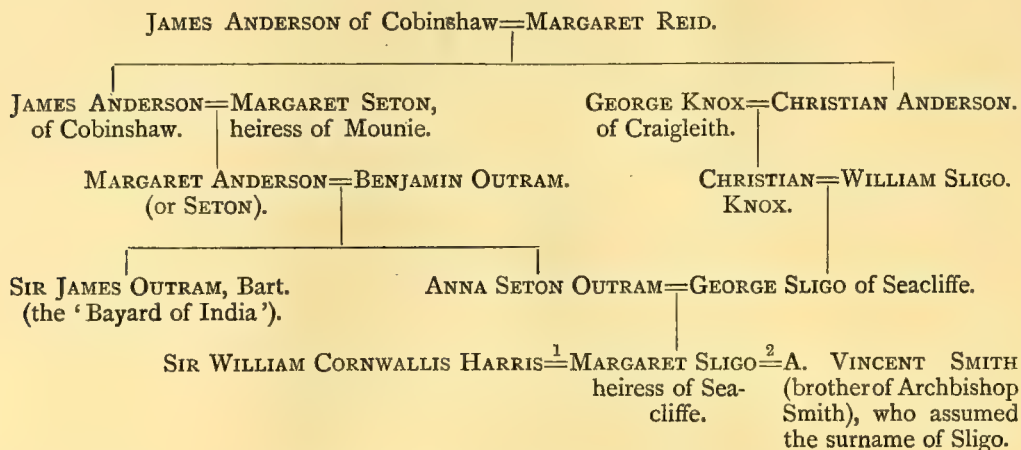 JAMES ANDERSON of Cobinshaw=MARGARET REID.
JAMES ANDERSON=MARGARET SETON, GEORGE KNOX=CHRISTIAN ANDERSON.
of Cobinshaw. heiress of Mounie. of Craigleith.
MARGARET ANDERSON=BENJAMIN OUTRAM. CHRISTIAN=WILLIAM SLIGO.
(or SETON). KNOX.
SIR JAMES OUTRAM, Bart. ANNA SETON OUTRAM=GEORGE SLIGO of Seacliffe.
(the ‘Bayard of India’).
SIR WILLIAM CORNWALLIS HARRIS=1 MARGARET SLIGO=2 A. VINCENT SMITH
heiress of Sea- (brother of Archbishop
cliffe. Smith), who assumed
the surname of Sligo.